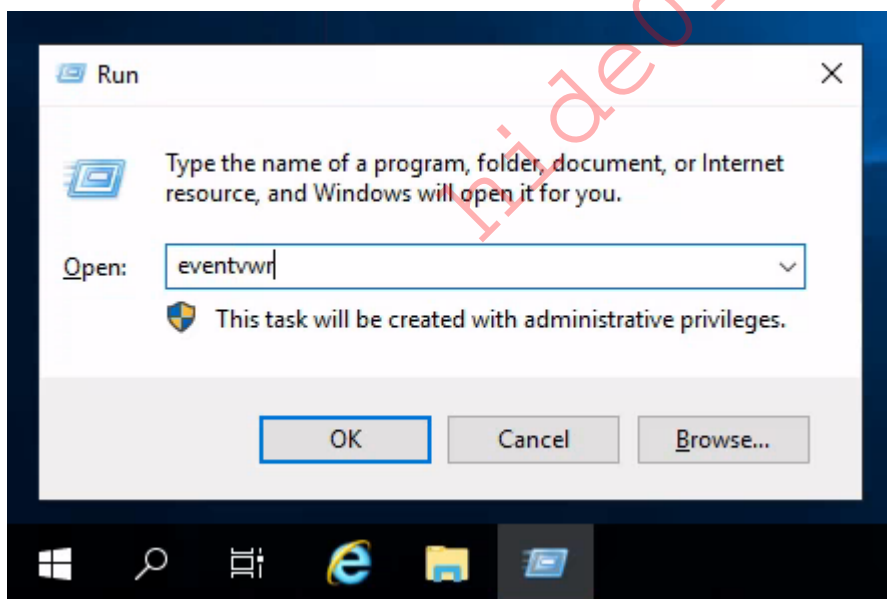 Run
Type the name of a program, folder, document, or Internet
resource, and Windows will open it for you.
Open:
eventvwr
This task will be created with administrative privileges.
OK
Cancel
Browse...
hide0